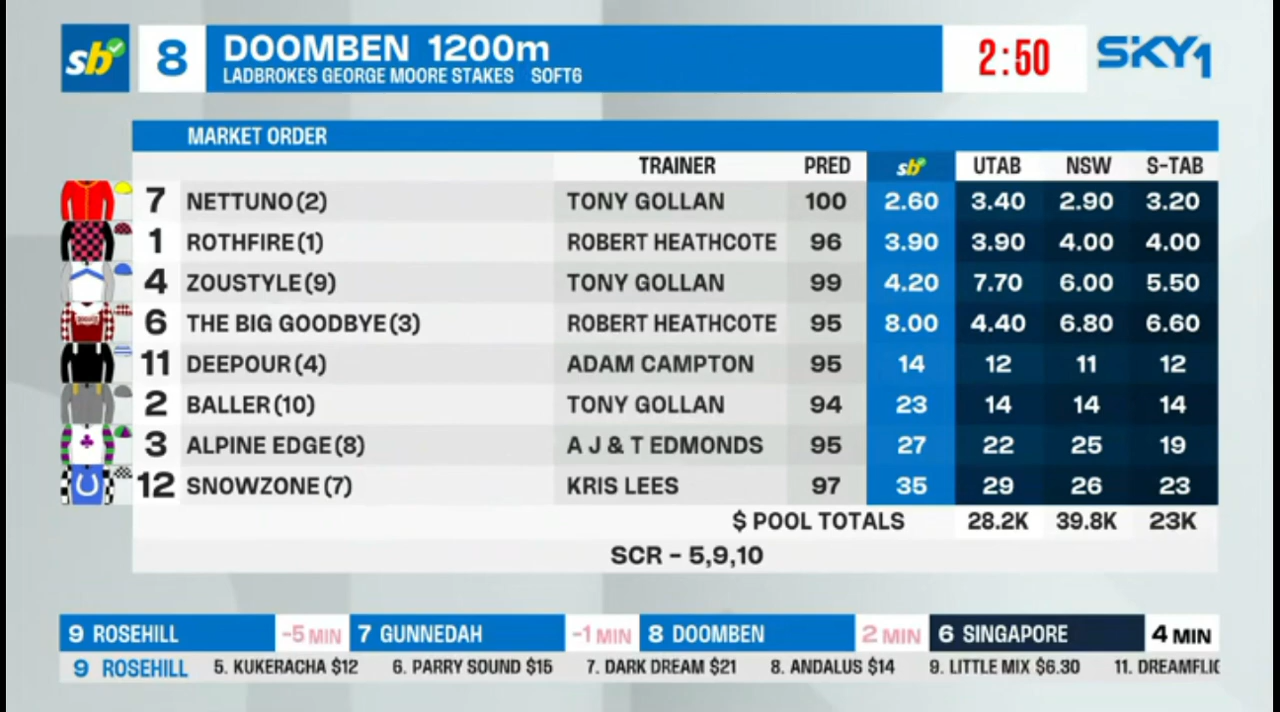 sb 8 DOOMBEN 1200m 2:50 SKY1
LADBROKES GEORGE MOORE STAKES SOFT6
MARKET ORDER
TRAINER PRED sb UTAB NSW S-TAB
7 NETTUNO(2) TONY GOLLAN 100 2.60 3.40 2.90 3.20
1 ROTHFIRE(1) ROBERT HEATHCOTE 96 3.90 3.90 4.00 4.00
4 ZOUSTYLE(9) TONY GOLLAN 99 4.20 7.70 6.00 5.50
6 THE BIG GOODBYE(3) ROBERT HEATHCOTE 95 8.00 4.40 6.80 6.60
11 DEEPOUR(4) ADAM CAMPTON 95 14 12 11 12
2 BALLER(10) TONY GOLLAN 94 23 14 14 14
3 ALPINE EDGE(8) A J & T EDMONDS 95 27 22 25 19
12 SNOWZONE(7) KRIS LEES 97 35 29 26 23
$ POOL TOTALS 28.2K 39.8K 23K
SCR - 5,9,10
9 ROSEHILL -5 MIN 7 GUNNEDAH -1 MIN 8 DOOMBEN 2 MIN 6 SINGAPORE 4 MIN
9 ROSEHILL 5. KUKERACHA $12 6. PARRY SOUND $15 7. DARK DREAM $21 8. ANDALUS $14 9. LITTLE MIX $6.30 11. DREAMFLIG